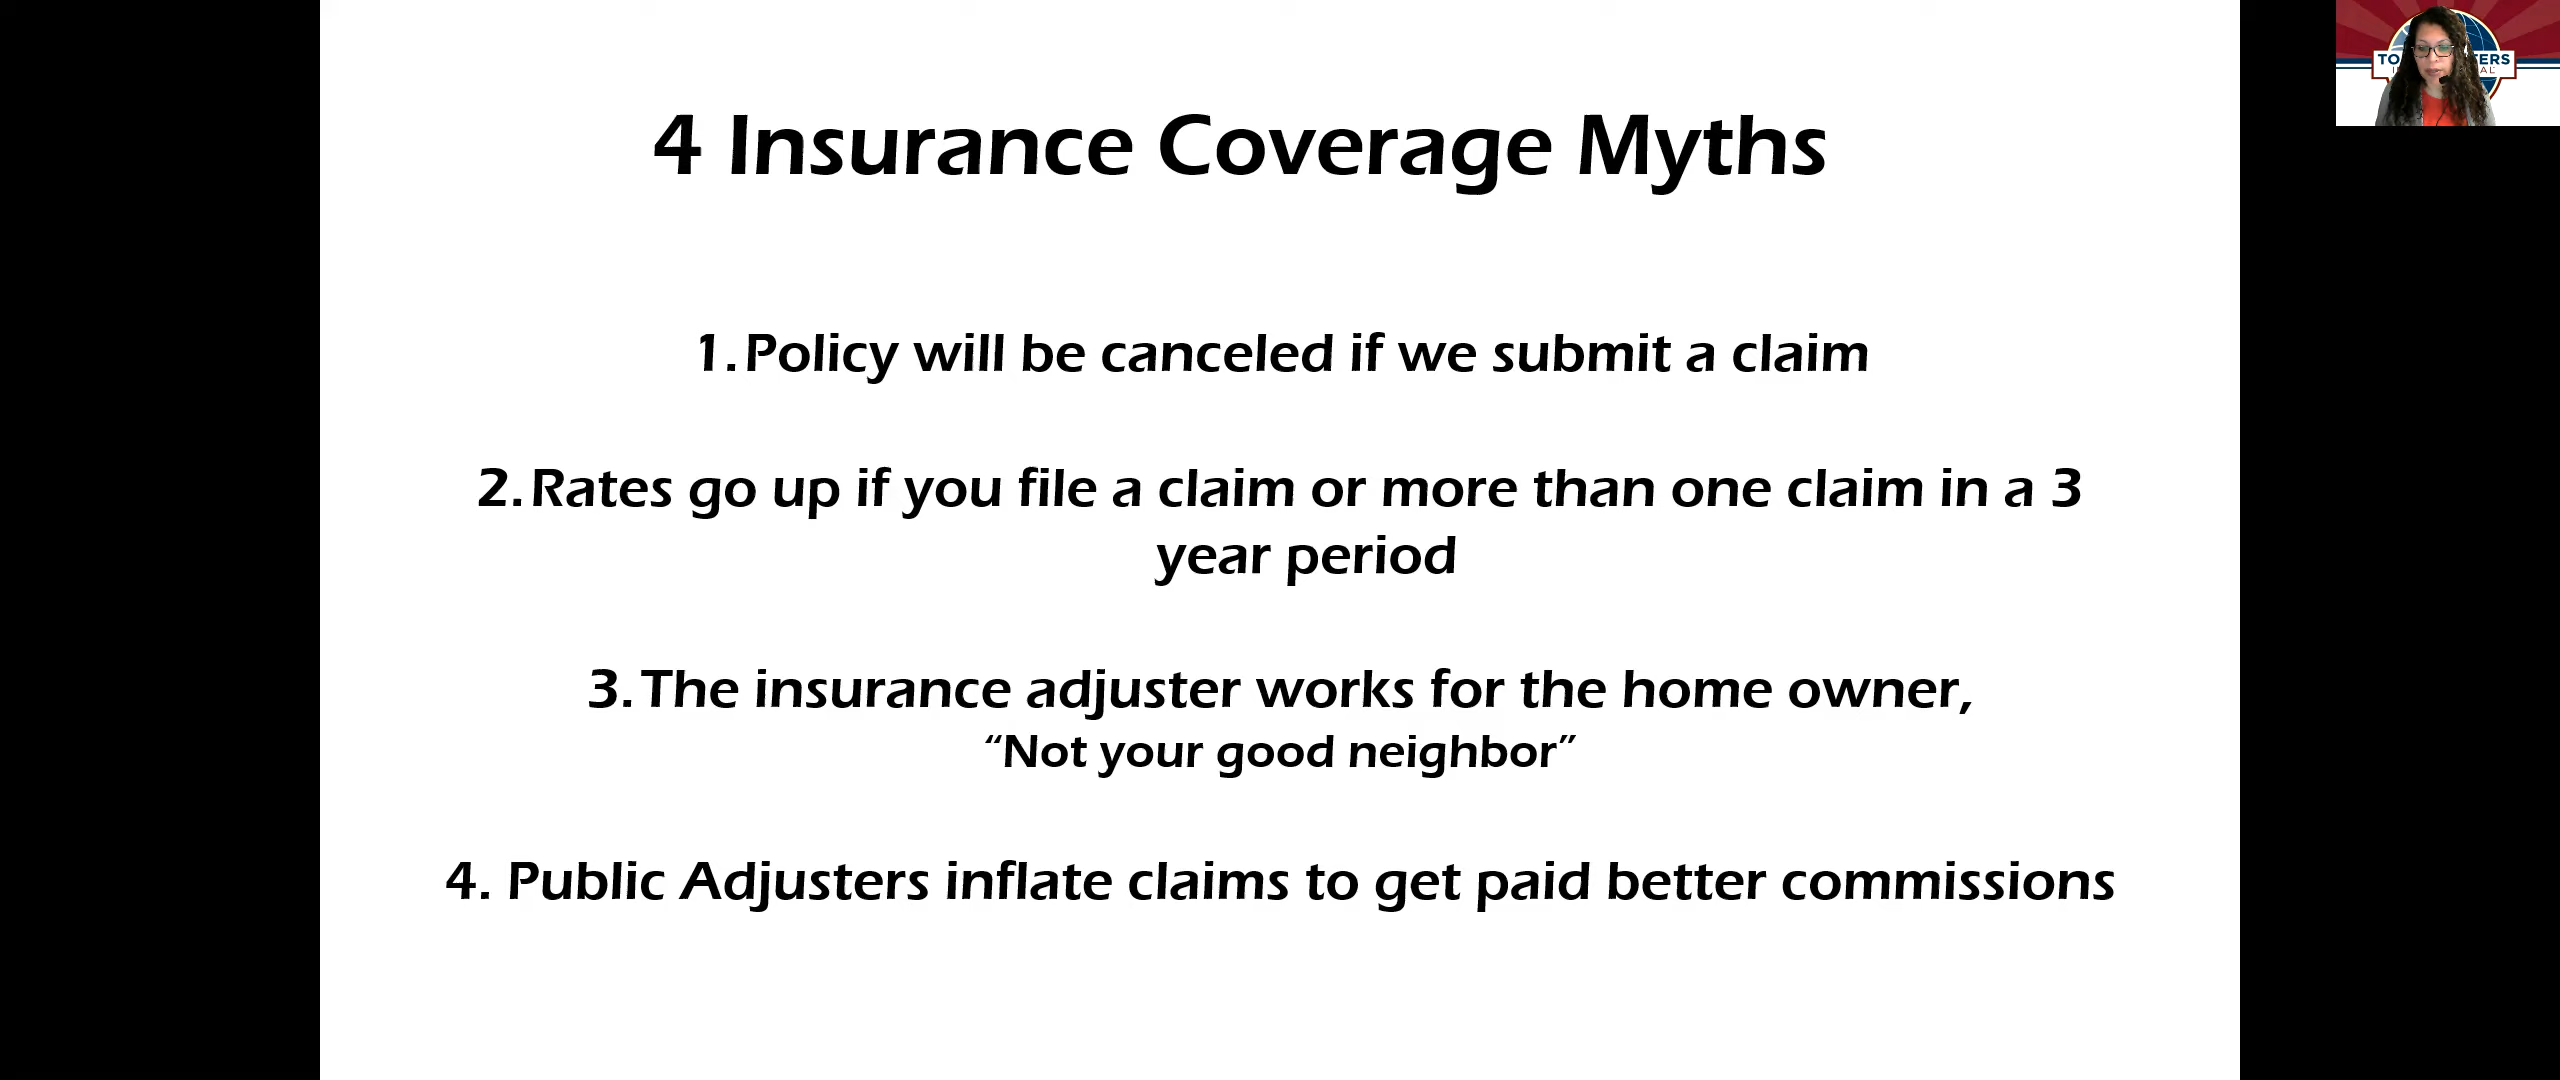 4 Insurance Coverage Myths
1. Policy will be canceled if we submit a claim
2. Rates go up if you file a claim or more than one claim in a 3
year period
3. The insurance adjuster works for the home owner,
“Not your good neighbor”
4. Public Adjusters inflate claims to get paid better commissions